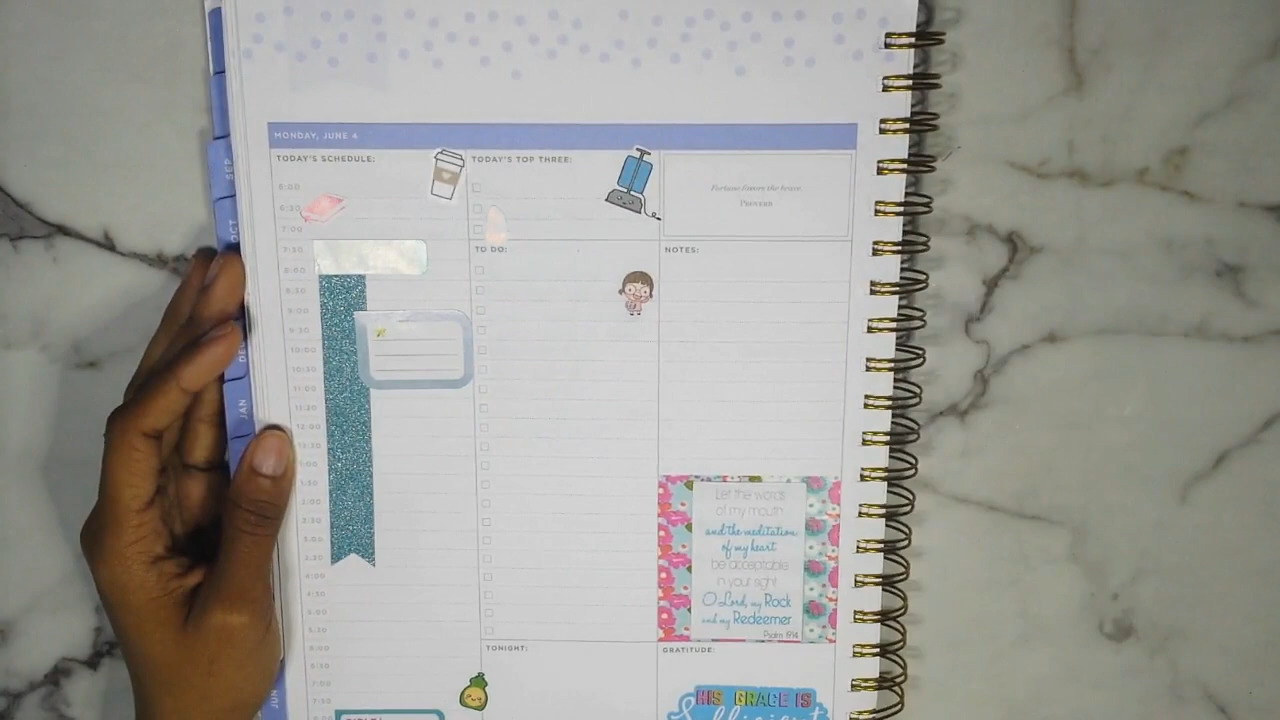 MONDAY, JUNE 4
TODAY'S SCHEDULE:
6:00
6:30
7:00
7:30
8:00
8:30
9:00
9:30
10:00
10:30
11:00
11:30
12:00
12:30
1:00
1:30
2:00
2:30
3:00
3:30
4:00
4:30
5:00
5:30
6:00
6:30
7:00
7:30
8:00
TODAY'S TOP THREE:
TO DO:
TONIGHT:
Fortune favors the brave.
PROVERB
NOTES:
Let the words
of my mouth
and the meditation
of my heart
be acceptable
in your sight
O Lord, my Rock
and my Redeemer
Psalm 19:14
GRATITUDE:
HIS GRACE IS
Sufficient
SEP
OCT
DEC
JAN
JUN